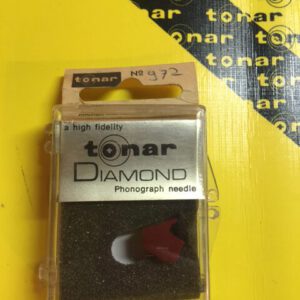 tonar
tonar
tonar
tonar
tonar Nº 972
a high fidelity
tonar
DIAMOND
Phonograph needle